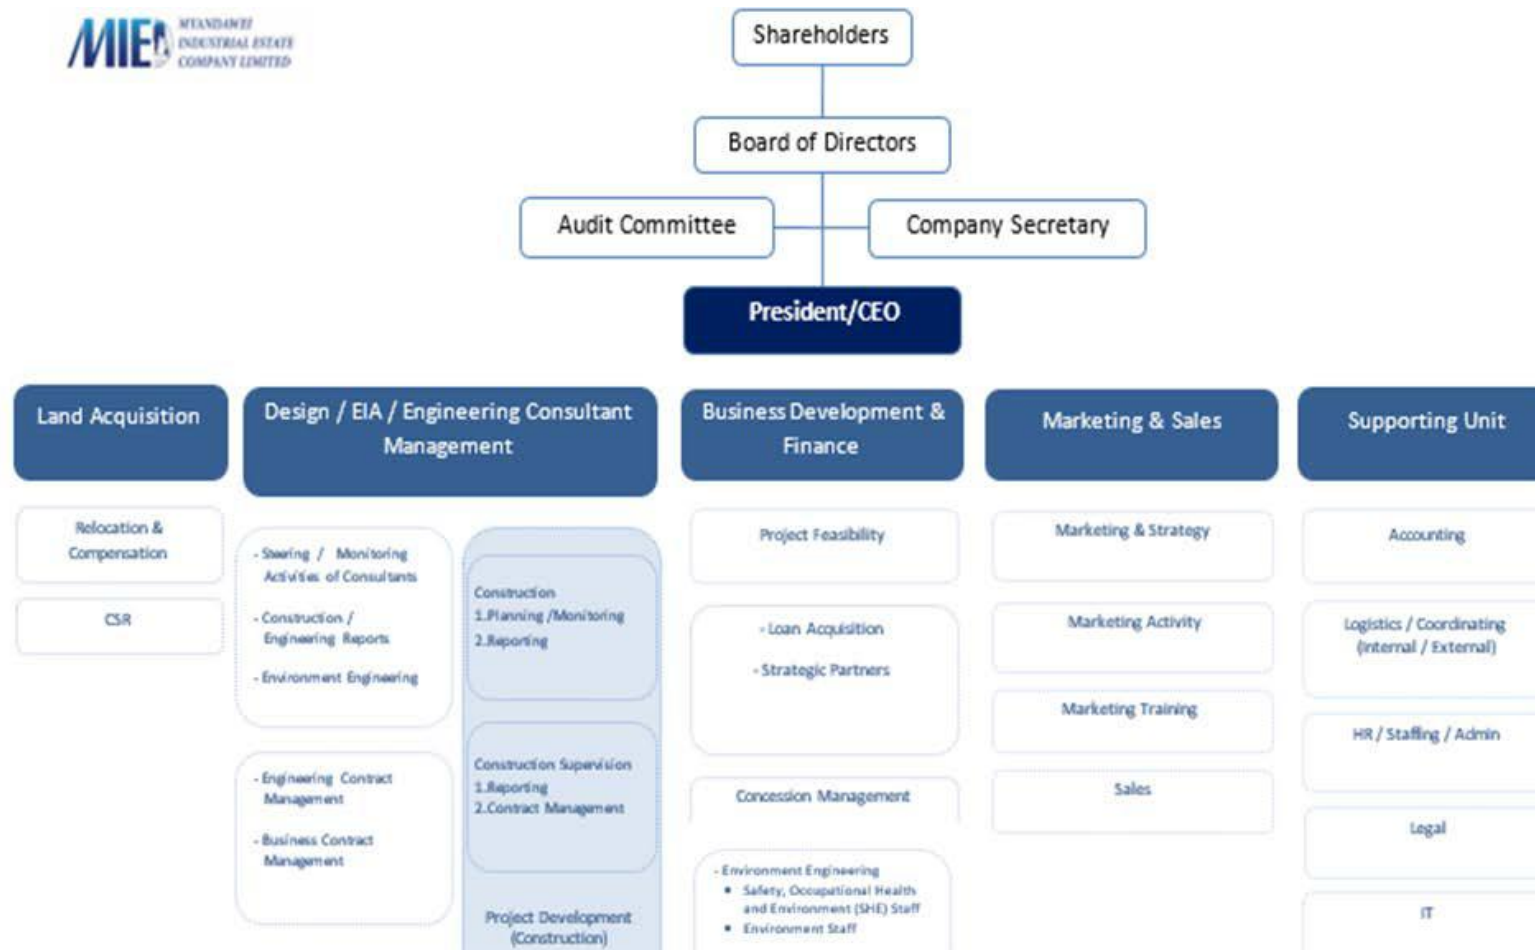 MIE
MYANDAWEI
INDUSTRIAL ESTATE
COMPANY LIMITED
Shareholders
Board of Directors
Audit Committee
Company Secretary
President/CEO
Land Acquisition
Relocation &
Compensation
CSR
Design / EIA / Engineering Consultant
Management
- Steering / Monitoring
Activities of Consultants
- Construction /
Engineering Reports
- Environment Engineering
- Engineering Contract
Management
- Business Contract
Management
Construction
1.Planning /Monitoring
2.Reporting
Construction Supervision
1.Reporting
2.Contract Management
Project Development
(Construction)
Business Development &
Finance
Project Feasibility
- Loan Acquisition
- Strategic Partners
Concession Management
- Environment Engineering
• Safety, Occupational Health
and Environment (SHE) Staff
• Environment Staff
Marketing & Sales
Marketing & Strategy
Marketing Activity
Marketing Training
Sales
Supporting Unit
Accounting
Logistics / Coordinating
(Internal / External)
HR / Staffing / Admin
Legal
IT